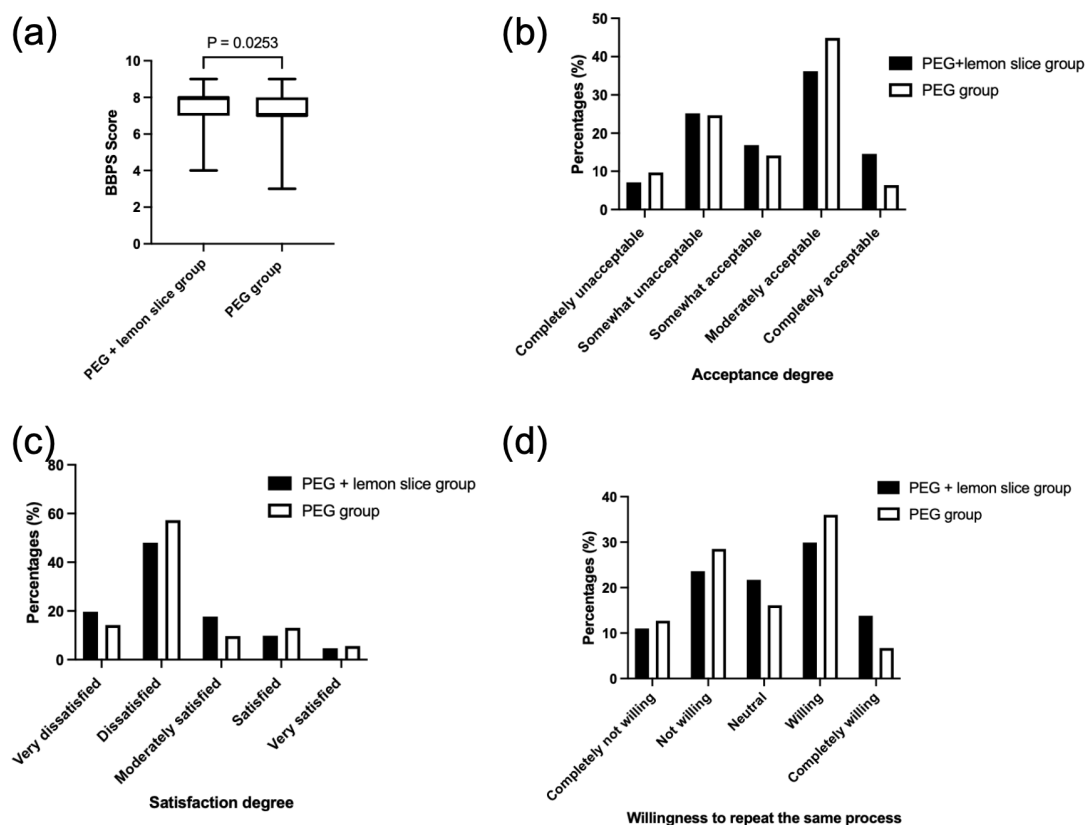 (a)
P = 0.0253
BBPS Score
10
8
6
4
2
0
PEG + lemon slice group
PEG group
(b)
Percentages (%)
50
40
30
20
10
0
PEG+lemon slice group
PEG group
Completely unacceptable
Somewhat unacceptable
Somewhat acceptable
Moderately acceptable
Completely acceptable
Acceptance degree
(c)
Percentages (%)
80
60
40
20
0
PEG + lemon slice group
PEG group
Very dissatisfied
Dissatisfied
Moderately satisfied
Satisfied
Very satisfied
Satisfaction degree
(d)
Percentages (%)
40
30
20
10
0
PEG + lemon slice group
PEG group
Completely not willing
Not willing
Neutral
Willing
Completely willing
Willingness to repeat the same process